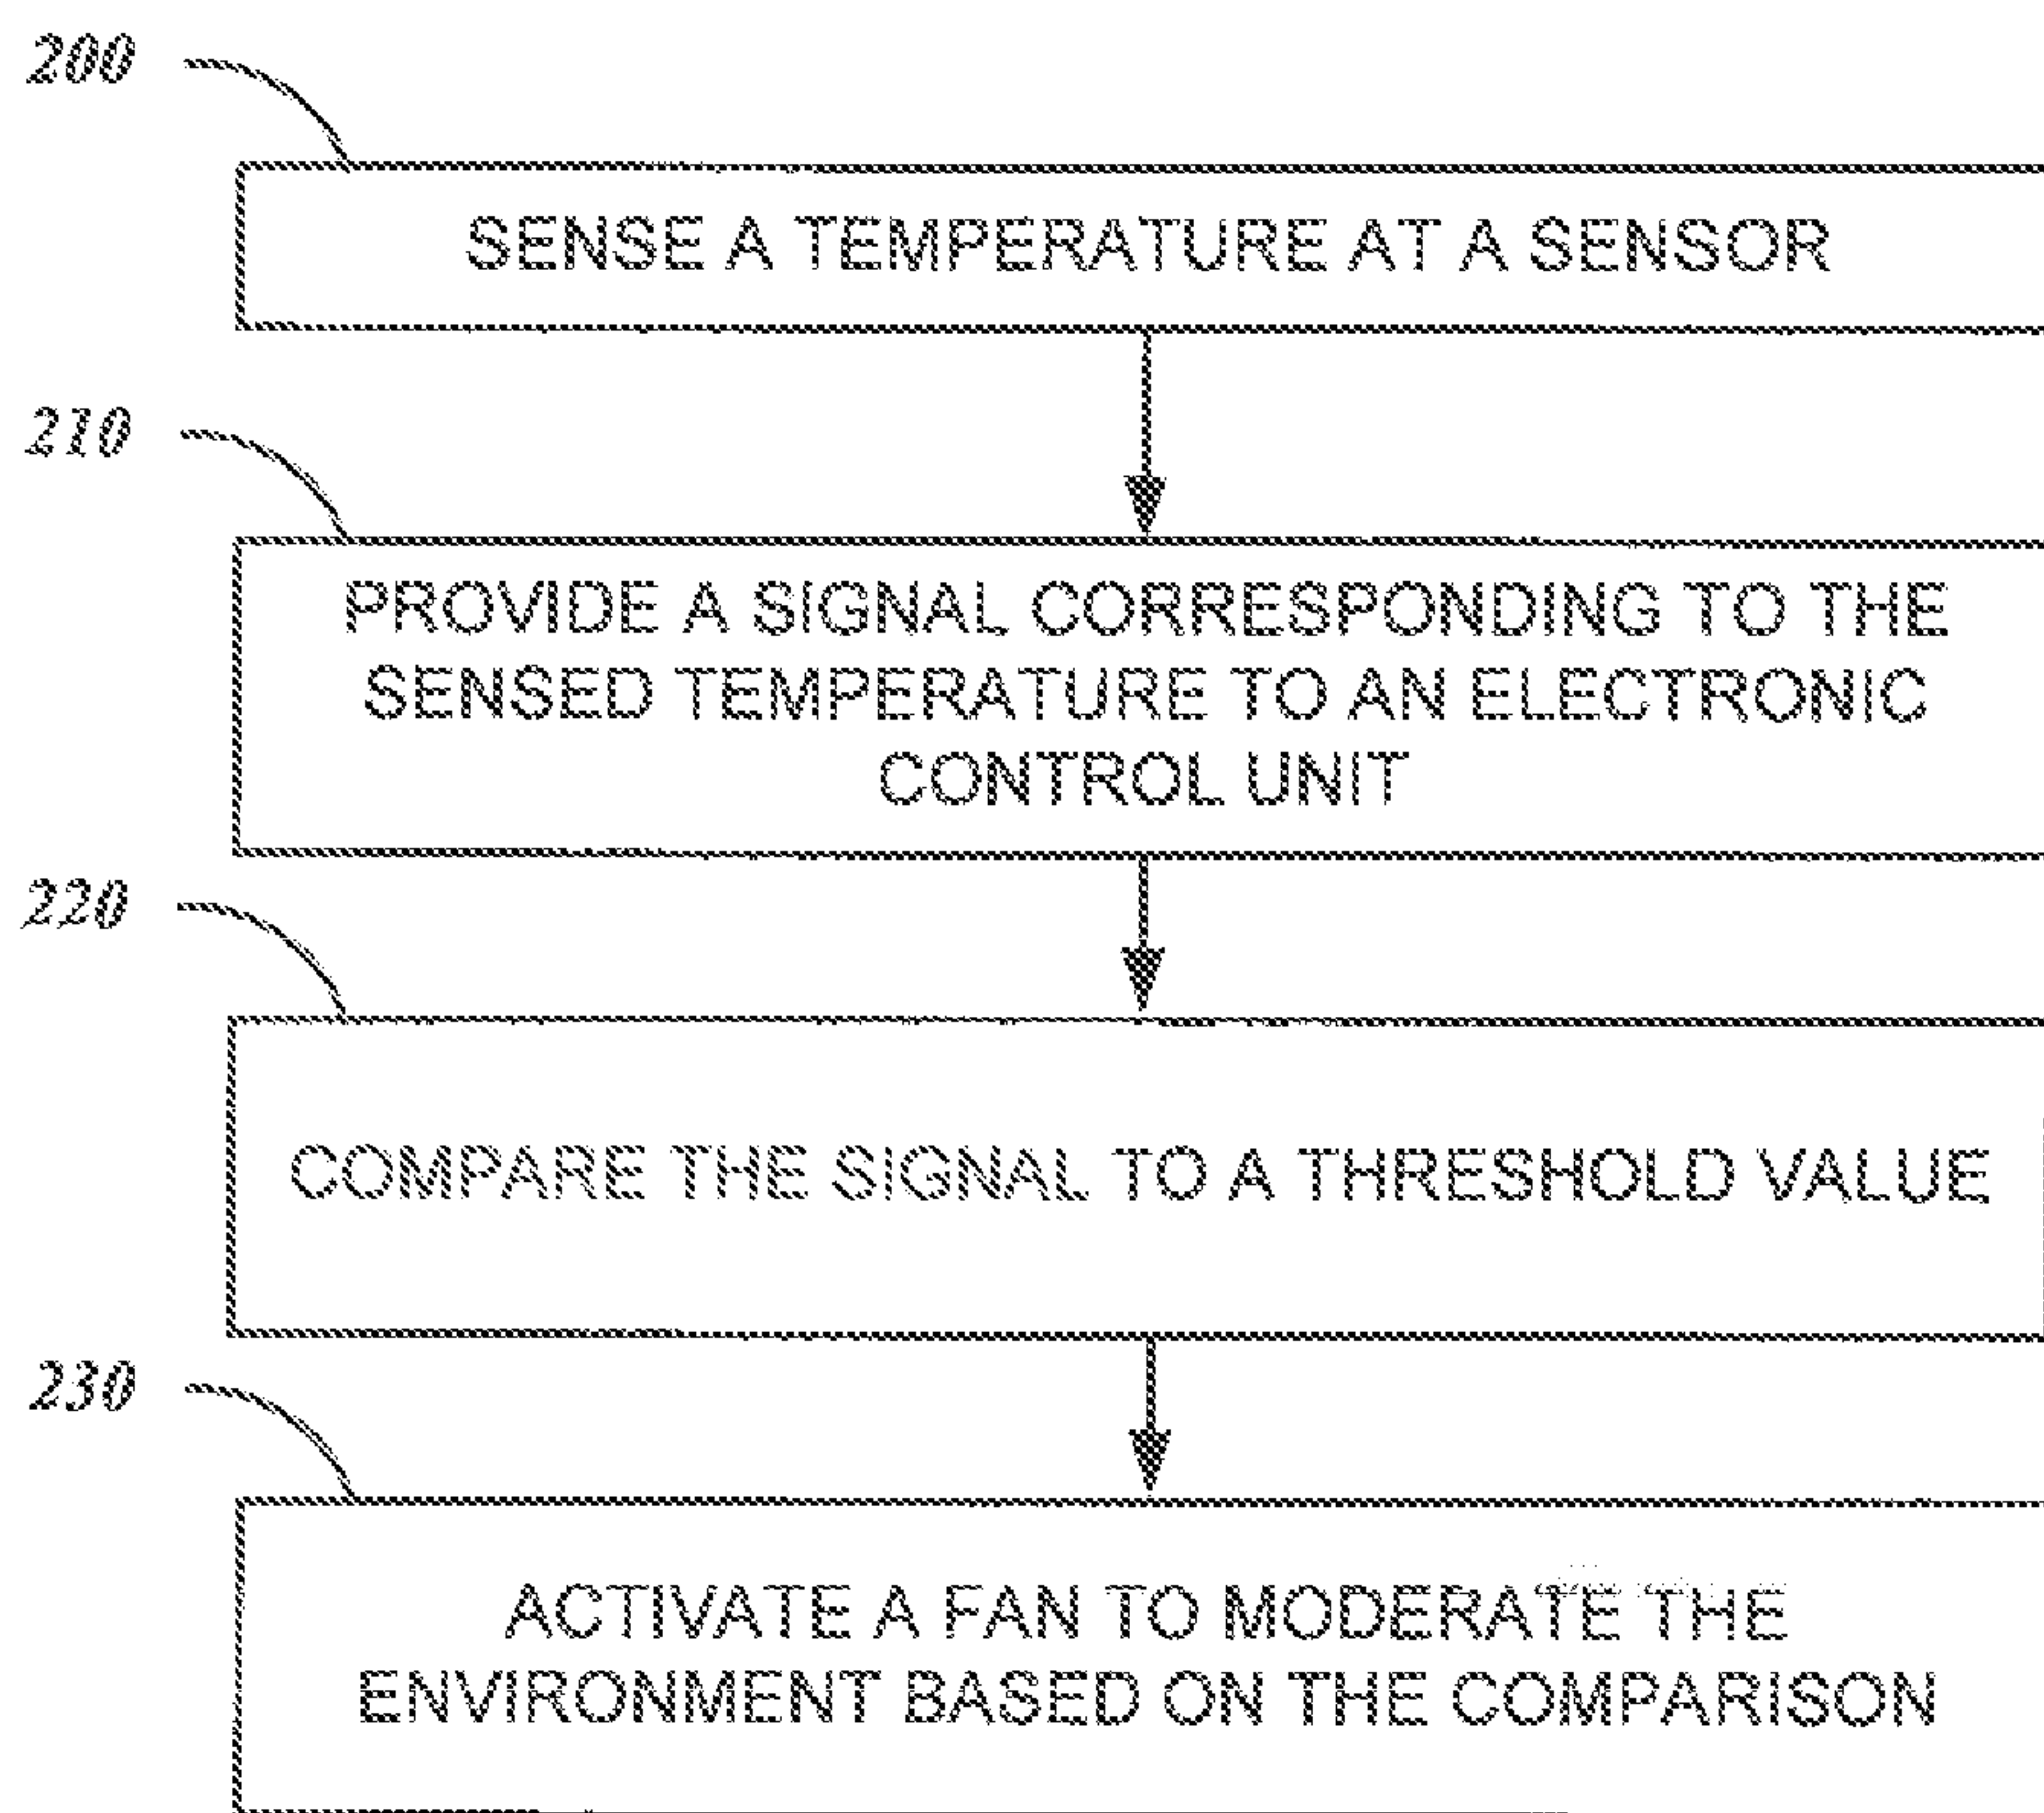 200
SENSE A TEMPERATURE AT A SENSOR
210
PROVIDE A SIGNAL CORRESPONDING TO THE
SENSED TEMPERATURE TO AN ELECTRONIC
CONTROL UNIT
220
COMPARE THE SIGNAL TO A THRESHOLD VALUE
230
ACTIVATE A FAN TO MODERATE THE
ENVIRONMENT BASED ON THE COMPARISON